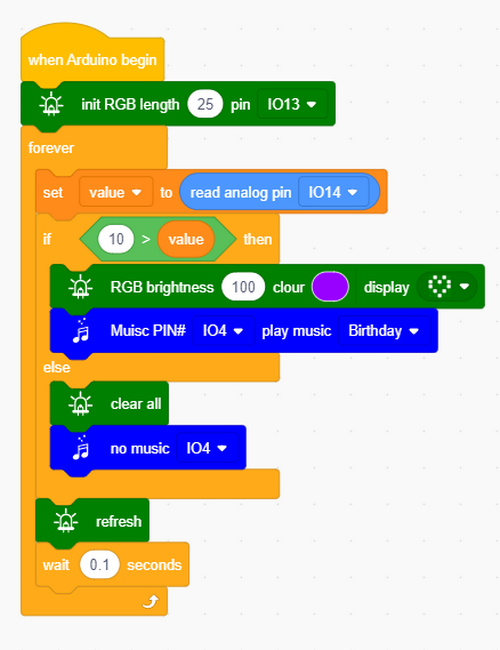 when Arduino begin
init RGB length 25 pin IO13
forever
set value to read analog pin IO14
if 10 > value then
RGB brightness 100 clour display
Muisc PIN# IO4 play music Birthday
else
clear all
no music IO4
refresh
wait 0.1 seconds